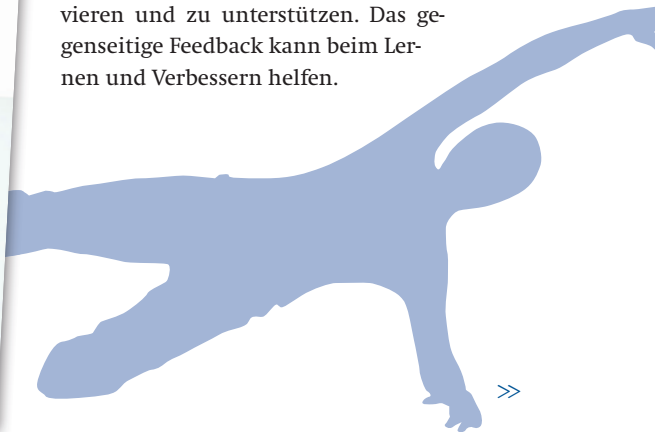 vieren und zu unterstützen. Das ge-
genseitige Feedback kann beim Ler-
nen und Verbessern helfen.
>>